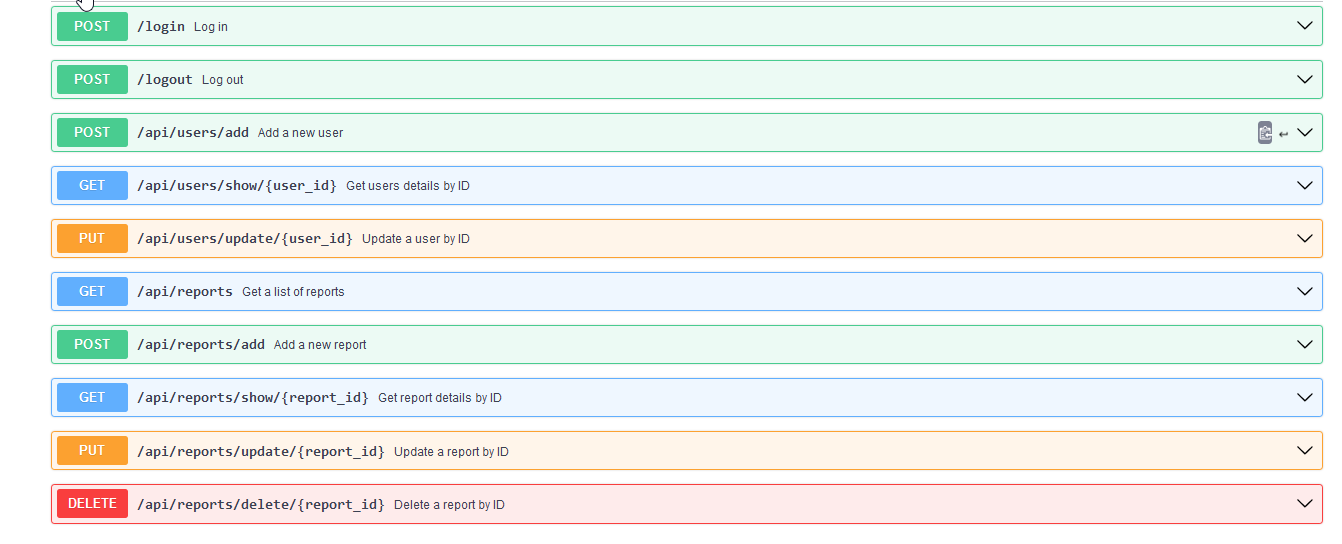 POST /login Log in
POST /logout Log out
POST /api/users/add Add a new user
GET /api/users/show/{user_id} Get users details by ID
PUT /api/users/update/{user_id} Update a user by ID
GET /api/reports Get a list of reports
POST /api/reports/add Add a new report
GET /api/reports/show/{report_id} Get report details by ID
PUT /api/reports/update/{report_id} Update a report by ID
DELETE /api/reports/delete/{report_id} Delete a report by ID